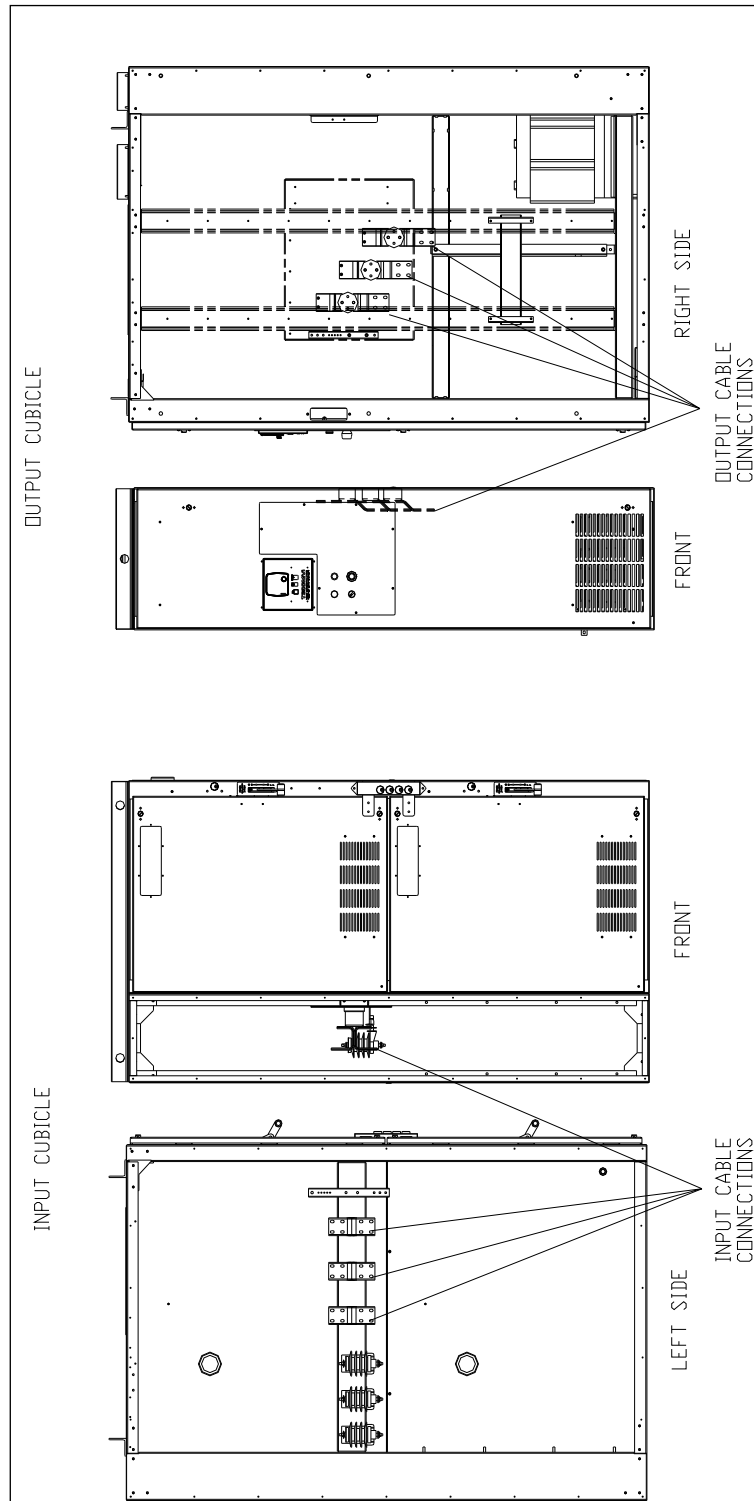 INPUT CUBICLE
LEFT SIDE
INPUT CABLE
CONNECTIONS
FRONT
OUTPUT CUBICLE
FRONT
OUTPUT CABLE
CONNECTIONS
RIGHT SIDE